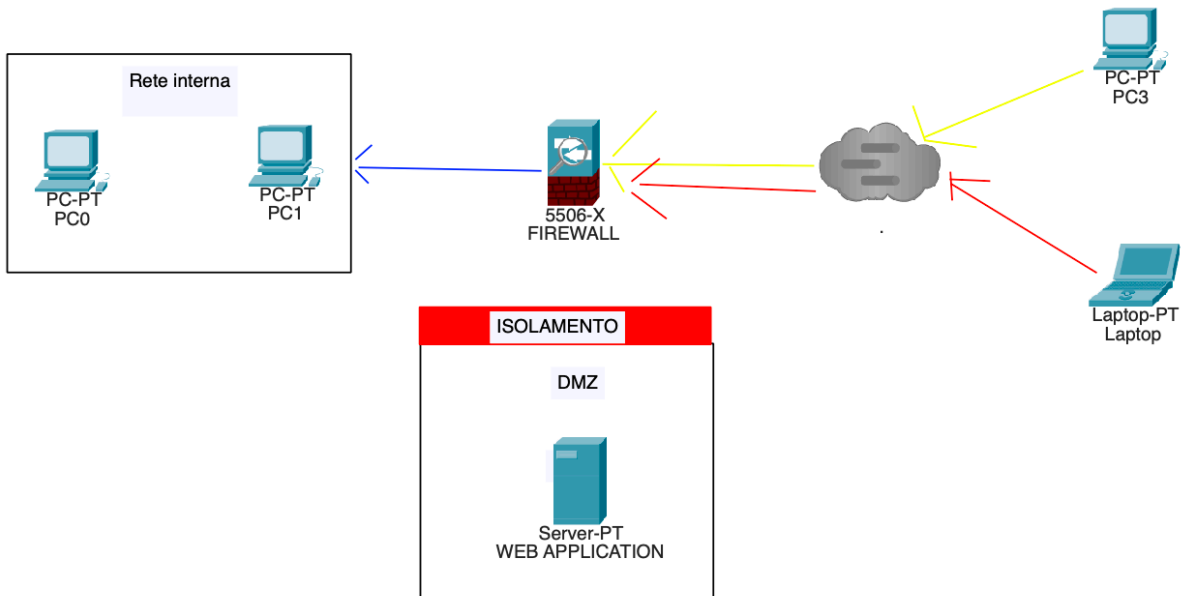 Rete interna
PC-PT
PC0
PC-PT
PC1
5506-X
FIREWALL
.
PC-PT
PC3
Laptop-PT
Laptop
ISOLAMENTO
DMZ
Server-PT
WEB APPLICATION